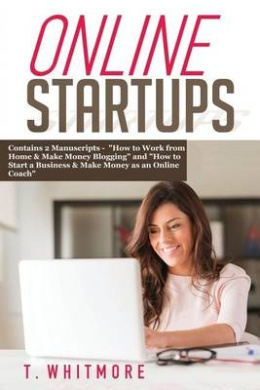 ONLINE
STARTUPS
Contains 2 Manuscripts - "How to Work from
Home & Make Money Blogging" and "How to
Start a Business & Make Money as an Online
Coach"
T. WHITMORE